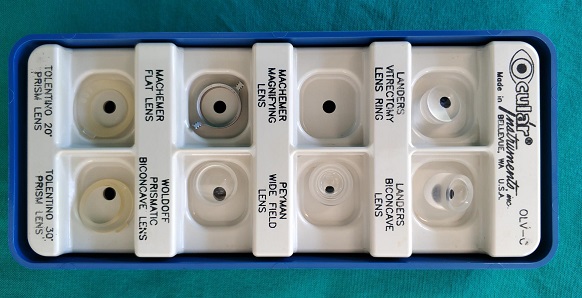 TOLENTINO 20°
PRISM LENS
MACHEMER
FLAT LENS
MACHEMER
MAGNIFYING
LENS
LANDERS
VITRECTOMY
LENS RING
TOLENTINO 30°
PRISM LENS
WOLDOFF
PRISMATIC
BICONCAVE LENS
PEYMAN
WIDE FIELD
LENS
LANDERS
BICONCAVE
LENS
Ocular®
Instruments, inc.
Made in BELLEVUE, WA U.S.A.
OLV-C